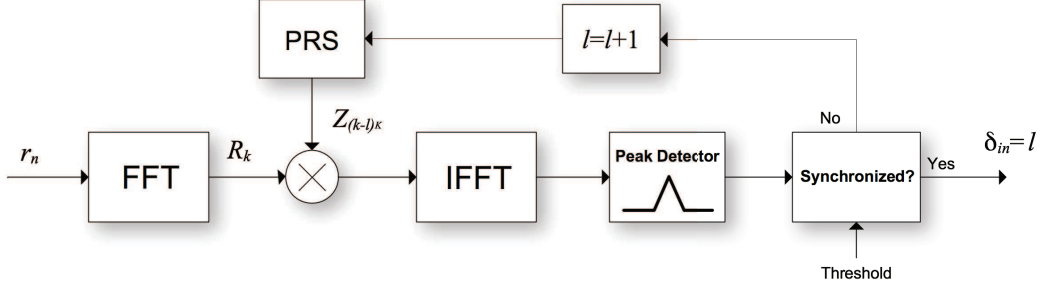 PRS
l=l+1
Z(k-l)K
No
rn
FFT
Rk
IFFT
Peak Detector
Synchronized?
Yes
δin=l
Threshold